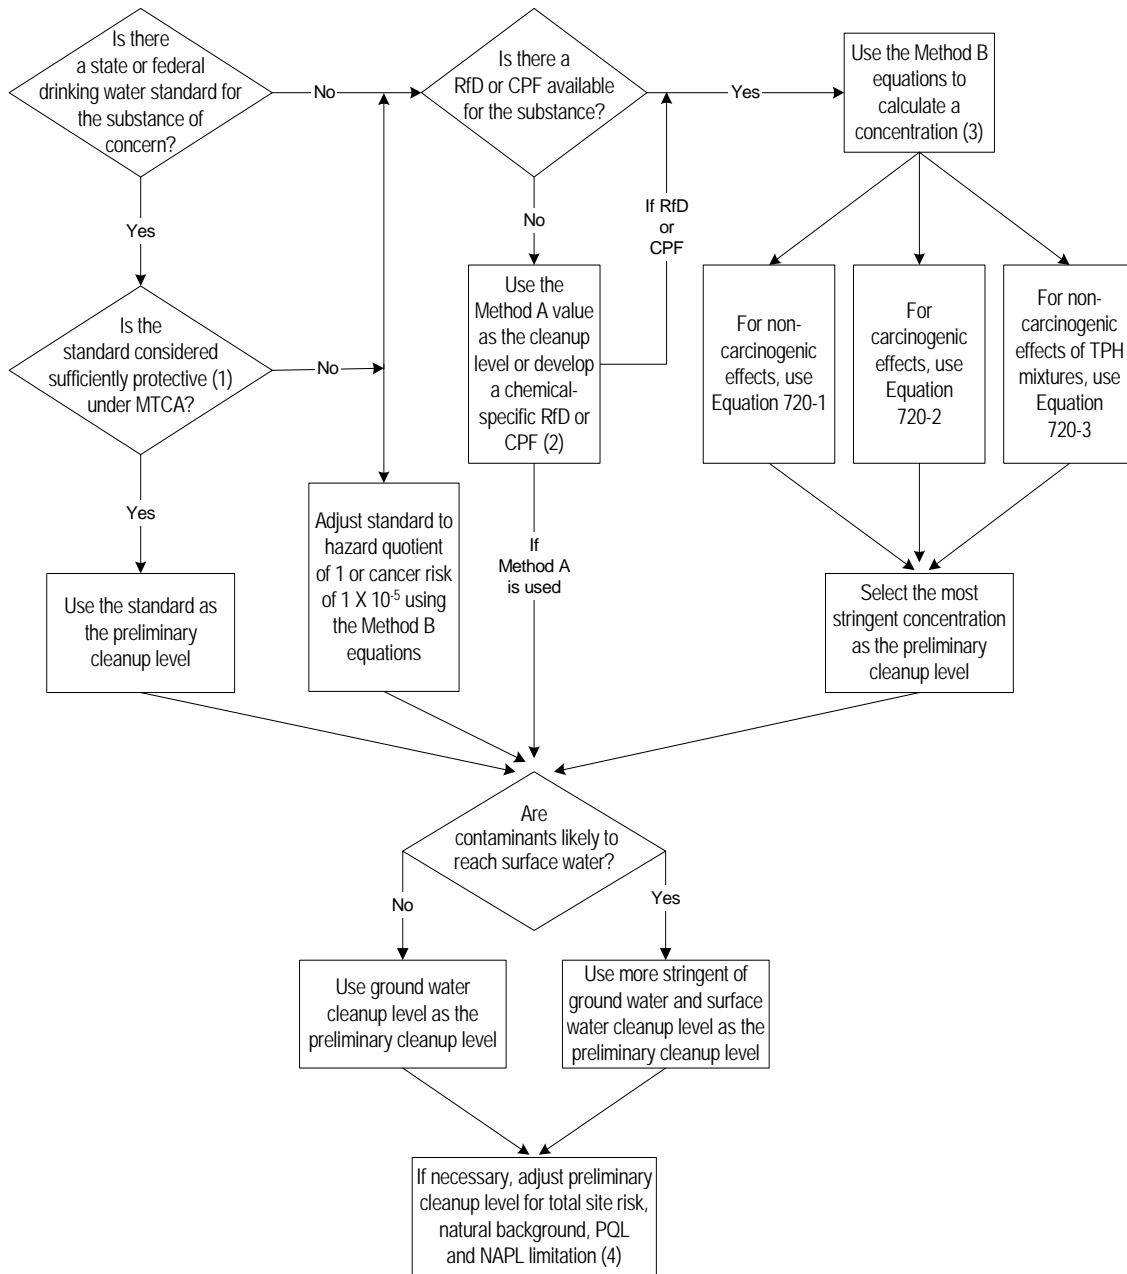 Is there
a state or federal
drinking water standard for
the substance of
concern?
No
Is there a
RfD or CPF available
for the substance?
Yes
Use the Method B
equations to
calculate a
concentration (3)
Yes
No
If RfD
or
CPF
Is the
standard considered
sufficiently protective (1)
under MTCA?
No
Use the
Method A value
as the cleanup
level or develop
a chemical-
specific RfD or
CPF (2)
For non-
carcinogenic
effects, use
Equation 720-1
For
carcinogenic
effects, use
Equation
720-2
For non-
carcinogenic
effects of TPH
mixtures, use
Equation
720-3
Yes
Adjust standard to
hazard quotient
of 1 or cancer risk
of 1 X 10-5 using
the Method B
equations
If
Method A
is used
Use the standard as
the preliminary
cleanup level
Select the most
stringent concentration
as the preliminary
cleanup level
Are
contaminants likely to
reach surface water?
No
Yes
Use ground water
cleanup level as the
preliminary cleanup level
Use more stringent of
ground water and surface
water cleanup level as the
preliminary cleanup level
If necessary, adjust preliminary
cleanup level for total site risk,
natural background, PQL
and NAPL limitation (4)